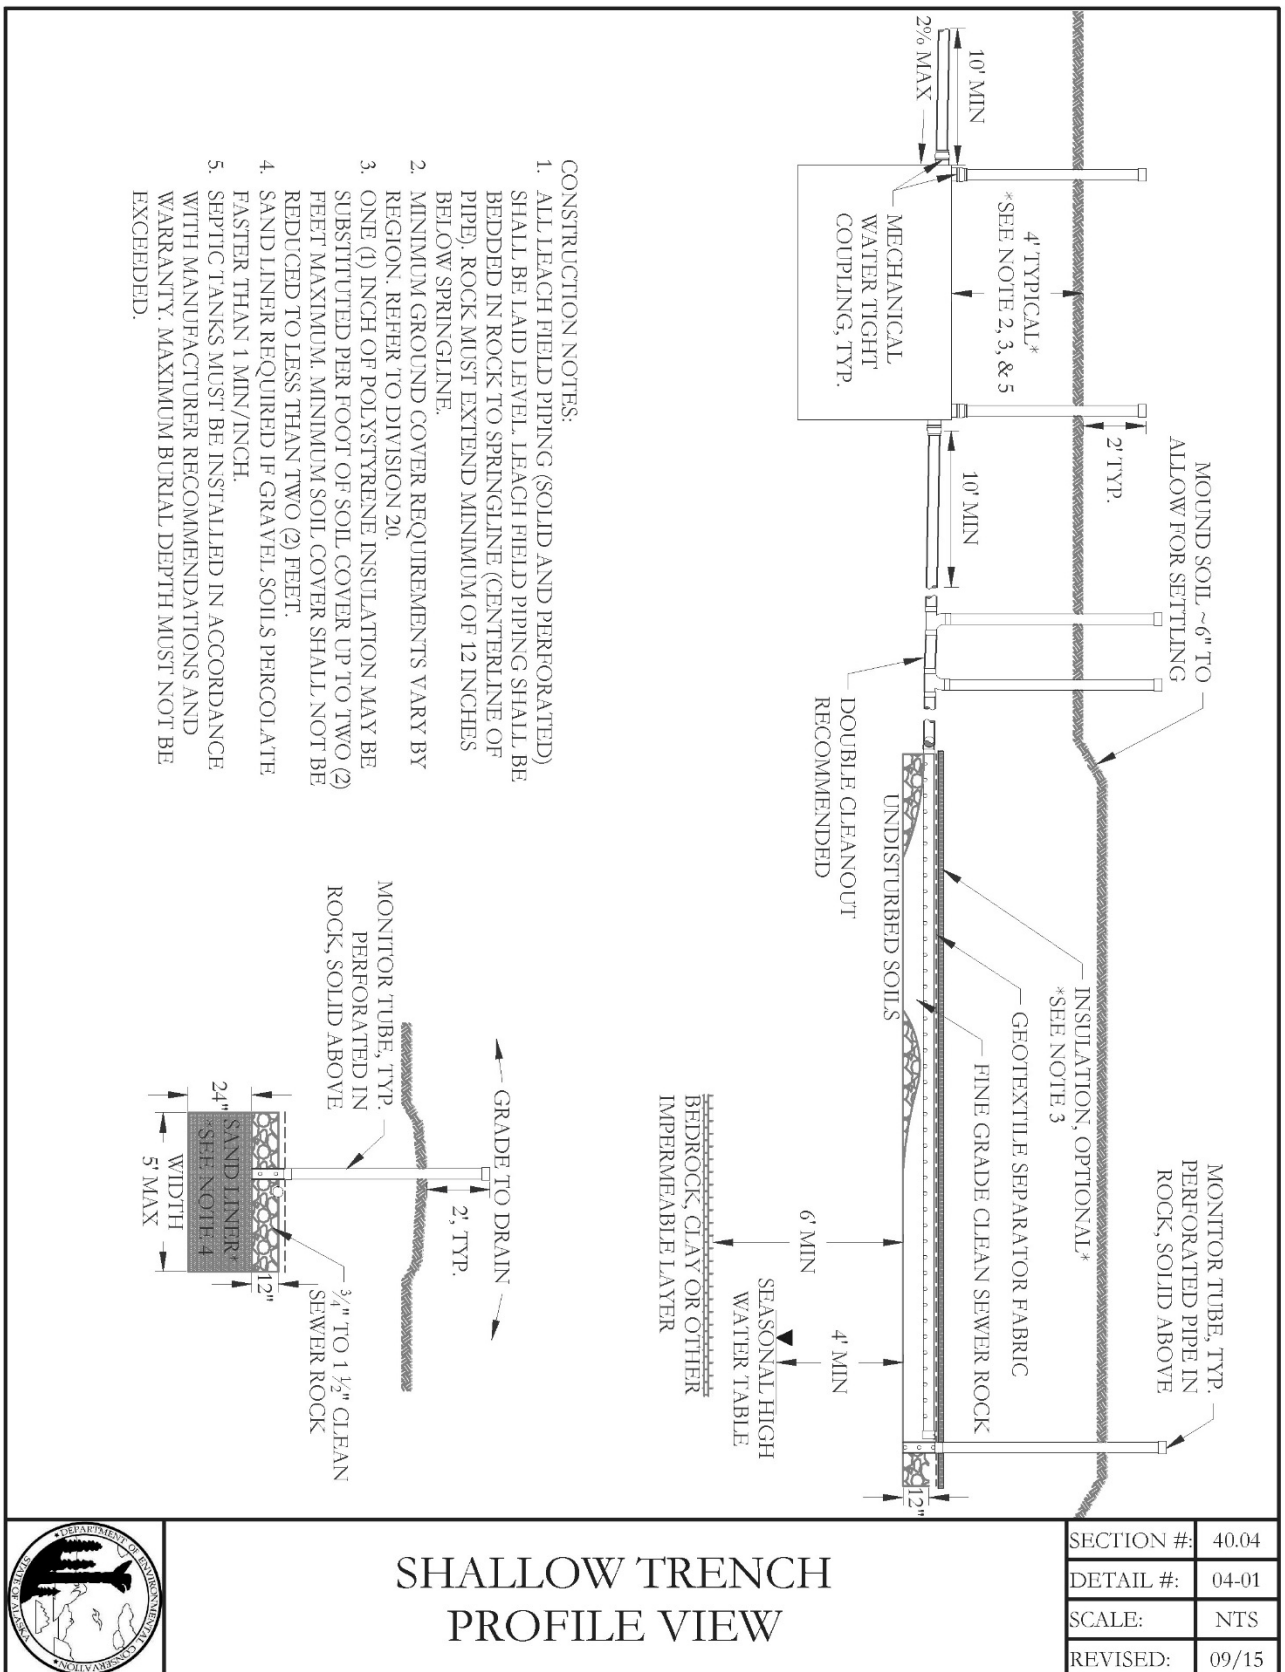 10' MIN
2% MAX
4' TYPICAL*
*SEE NOTE 2, 3, & 5
MECHANICAL
WATER TIGHT
COUPLING, TYP.
2' TYP.
10' MIN
MOUND SOIL ~6" TO
ALLOW FOR SETTLING
DOUBLE CLEANOUT
RECOMMENDED
UNDISTURBED SOILS
INSULATION, OPTIONAL*
*SEE NOTE 3
GEOTEXTILE SEPARATOR FABRIC
FINE GRADE CLEAN SEWER ROCK
MONITOR TUBE, TYP.
PERFORATED PIPE IN
ROCK, SOLID ABOVE
12"
6' MIN
4' MIN
SEASONAL HIGH
WATER TABLE
BEDROCK, CLAY OR OTHER
IMPERMEABLE LAYER
CONSTRUCTION NOTES:
1. ALL LEACH FIELD PIPING (SOLID AND PERFORATED)
SHALL BE LAID LEVEL. LEACH FIELD PIPING SHALL BE
BEDDED IN ROCK TO SPRINGLINE (CENTERLINE OF
PIPE). ROCK MUST EXTEND MINIMUM OF 12 INCHES
BELOW SPRINGLINE.
2. MINIMUM GROUND COVER REQUIREMENTS VARY BY
REGION. REFER TO DIVISION 20.
3. ONE (1) INCH OF POLYSTYRENE INSULATION MAY BE
SUBSTITUTED PER FOOT OF SOIL COVER UP TO TWO (2)
FEET MAXIMUM. MINIMUM SOIL COVER SHALL NOT BE
REDUCED TO LESS THAN TWO (2) FEET.
4. SAND LINER REQUIRED IF GRAVEL SOILS PERCOLATE
FASTER THAN 1 MIN/INCH.
5. SEPTIC TANKS MUST BE INSTALLED IN ACCORDANCE
WITH MANUFACTURER RECOMMENDATIONS AND
WARRANTY. MAXIMUM BURIAL DEPTH MUST NOT BE
EXCEEDED.
GRADE TO DRAIN
2', TYP.
MONITOR TUBE, TYP.
PERFORATED IN
ROCK, SOLID ABOVE
3/4" TO 1 1/2" CLEAN
SEWER ROCK
12"
24"
SAND LINER*
*SEE NOTE 4
WIDTH
5' MAX
DEPARTMENT OF ENVIRONMENTAL CONSERVATION
STATE OF ALASKA
SHALLOW TRENCH
PROFILE VIEW
SECTION #: 40.04
DETAIL #: 04-01
SCALE: NTS
REVISED: 09/15